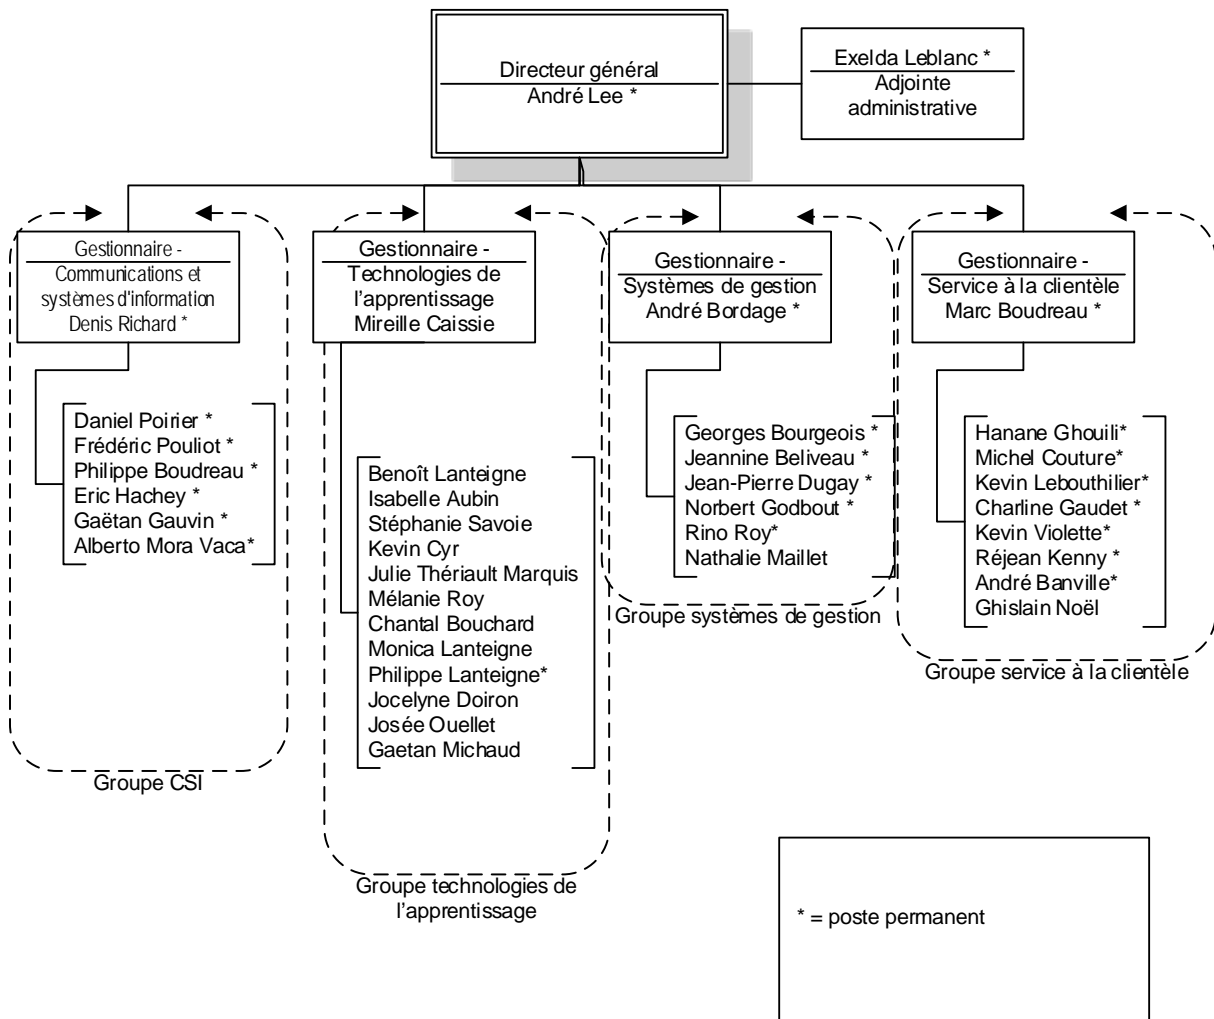 Directeur général
André Lee *
Exelda Leblanc *
Adjointe
administrative
Gestionnaire -
Communications et
systèmes d'information
Denis Richard *
Gestionnaire -
Technologies de
l'apprentissage
Mireille Caissie
Gestionnaire -
Systèmes de gestion
André Bordage *
Gestionnaire -
Service à la clientèle
Marc Boudreau *
Daniel Poirier *
Frédéric Pouliot *
Philippe Boudreau *
Eric Hachey *
Gaëtan Gauvin *
Alberto Mora Vaca*
Groupe CSI
Benoît Lanteigne
Isabelle Aubin
Stéphanie Savoie
Kevin Cyr
Julie Thériault Marquis
Mélanie Roy
Chantal Bouchard
Monica Lanteigne
Philippe Lanteigne*
Jocelyne Doiron
Josée Ouellet
Gaetan Michaud
Groupe technologies de
l'apprentissage
Georges Bourgeois *
Jeannine Beliveau *
Jean-Pierre Dugay *
Norbert Godbout *
Rino Roy*
Nathalie Maillet
Groupe systèmes de gestion
Hanane Ghouili*
Michel Couture*
Kevin Lebouthilier*
Charline Gaudet *
Kevin Violette*
Réjean Kenny *
André Banville*
Ghislain Noël
Groupe service à la clientèle
* = poste permanent